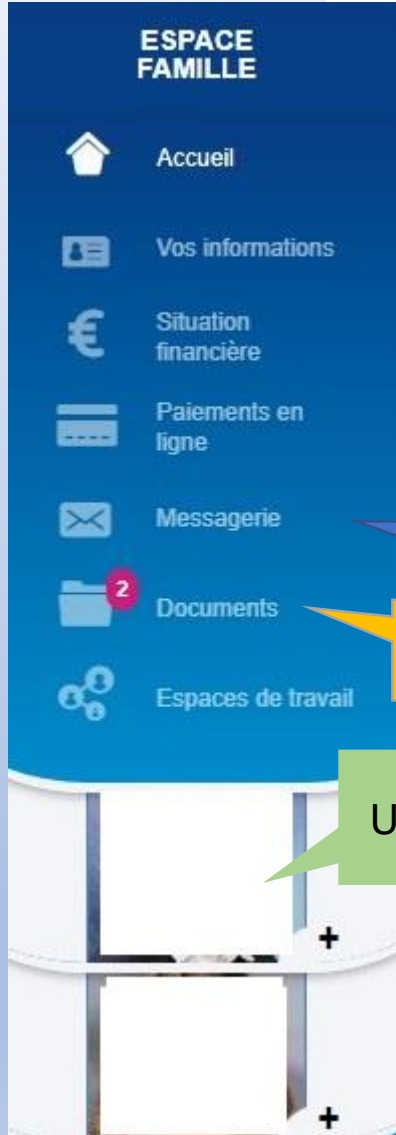 ESPACE
FAMILLE
Accueil
Vos informations
Situation
financière
Paiements en
ligne
Messagerie
2
Documents
Espaces de travail
U
+
+